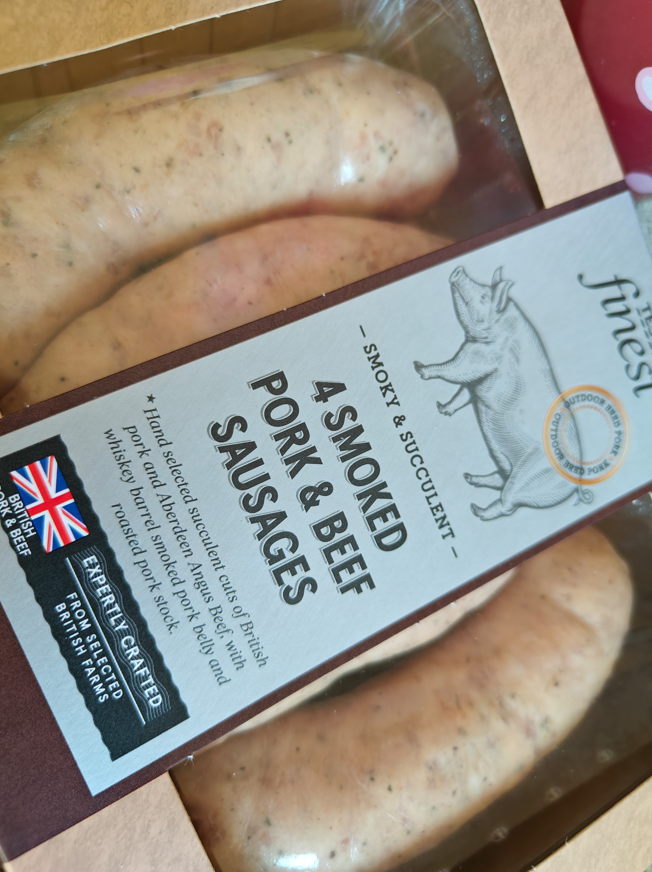 TESCO
finest
OUTDOOR BRED PORK
OUTDOOR BRED PORK
— SMOKY & SUCCULENT —
4 SMOKED
PORK & BEEF
SAUSAGES
★ Hand selected succulent cuts of British
pork and Aberdeen Angus Beef, with
whiskey barrel smoked pork belly and
roasted pork stock.
BRITISH
PORK & BEEF
EXPERTLY CRAFTED
FROM SELECTED
BRITISH FARMS